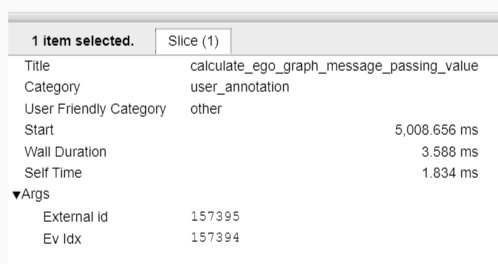 1 item selected. Slice (1)
Title calculate_ego_graph_message_passing_value
Category user_annotation
User Friendly Category other
Start 5,008.656 ms
Wall Duration 3.588 ms
Self Time 1.834 ms
▼Args
External id 157395
Ev Idx 157394